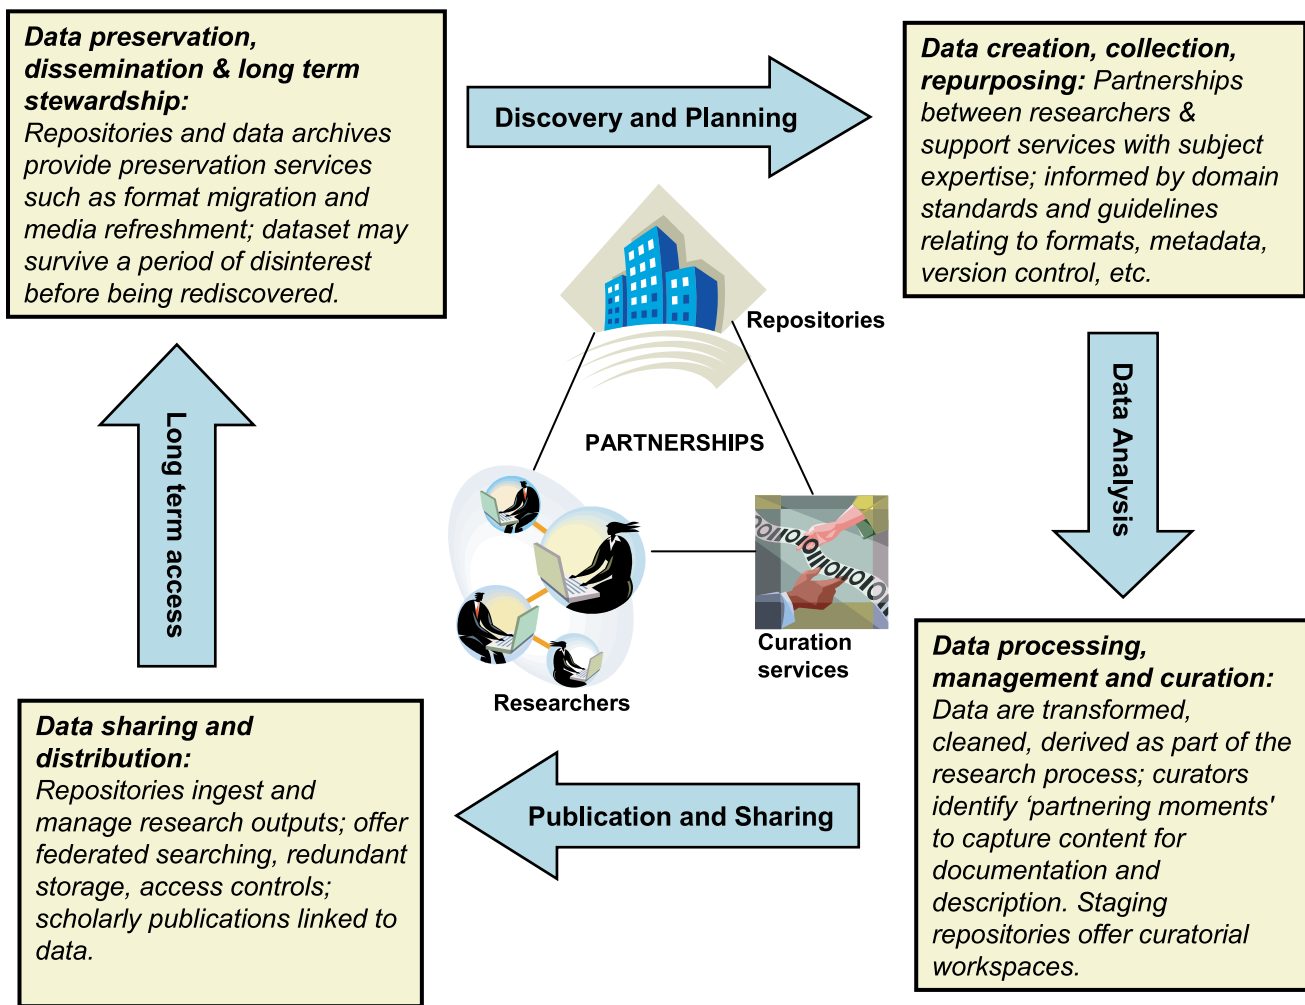 Data preservation,
dissemination & long term
stewardship:
Repositories and data archives
provide preservation services
such as format migration and
media refreshment; dataset may
survive a period of disinterest
before being rediscovered.
Discovery and Planning
Data creation, collection,
repurposing: Partnerships
between researchers &
support services with subject
expertise; informed by domain
standards and guidelines
relating to formats, metadata,
version control, etc.
Repositories
PARTNERSHIPS
Researchers
Curation
services
Data Analysis
Data processing,
management and curation:
Data are transformed,
cleaned, derived as part of the
research process; curators
identify ‘partnering moments'
to capture content for
documentation and
description. Staging
repositories offer curatorial
workspaces.
Publication and Sharing
Data sharing and
distribution:
Repositories ingest and
manage research outputs; offer
federated searching, redundant
storage, access controls;
scholarly publications linked to
data.
Long term access